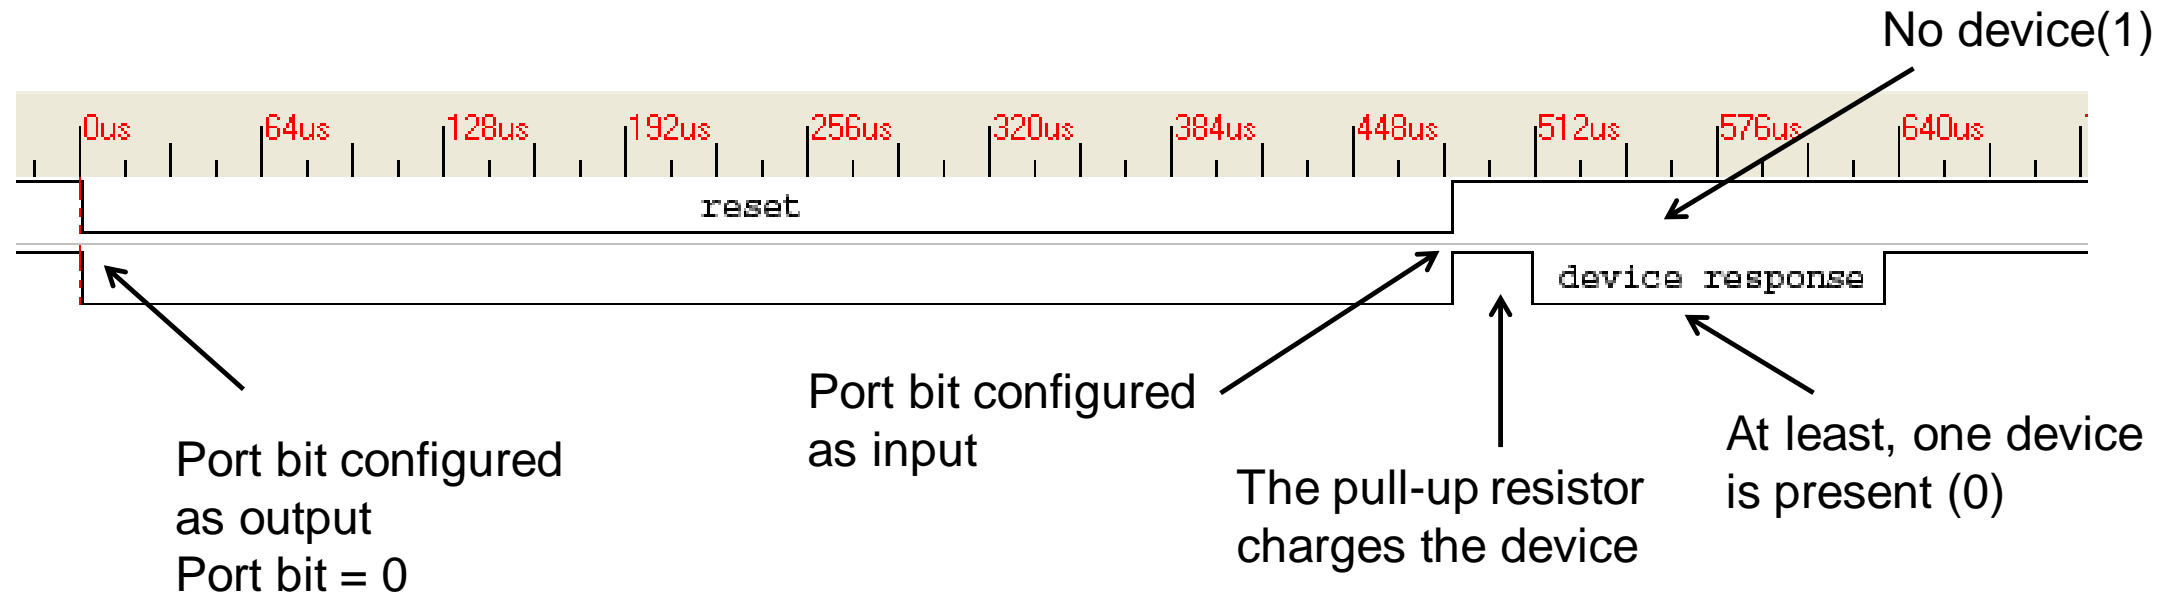 No device(1)
0us 64us 128us 192us 256us 320us 384us 448us 512us 576us 640us
reset
device response
Port bit configured
as output
Port bit = 0
Port bit configured
as input
The pull-up resistor
charges the device
At least, one device
is present (0)